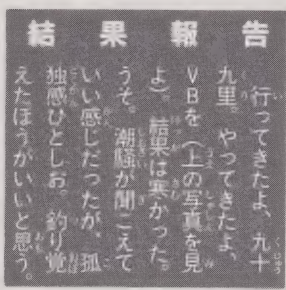 結果報告
行ってきたよ、九十
九里。やってきたよ、
VBを(上の写真を見
よ)。結果は寒かった。
うそ。潮騒が聞こえて
いい感じだったが、孤
独感ひとしお。釣り覚
えたほうがいいと思う。